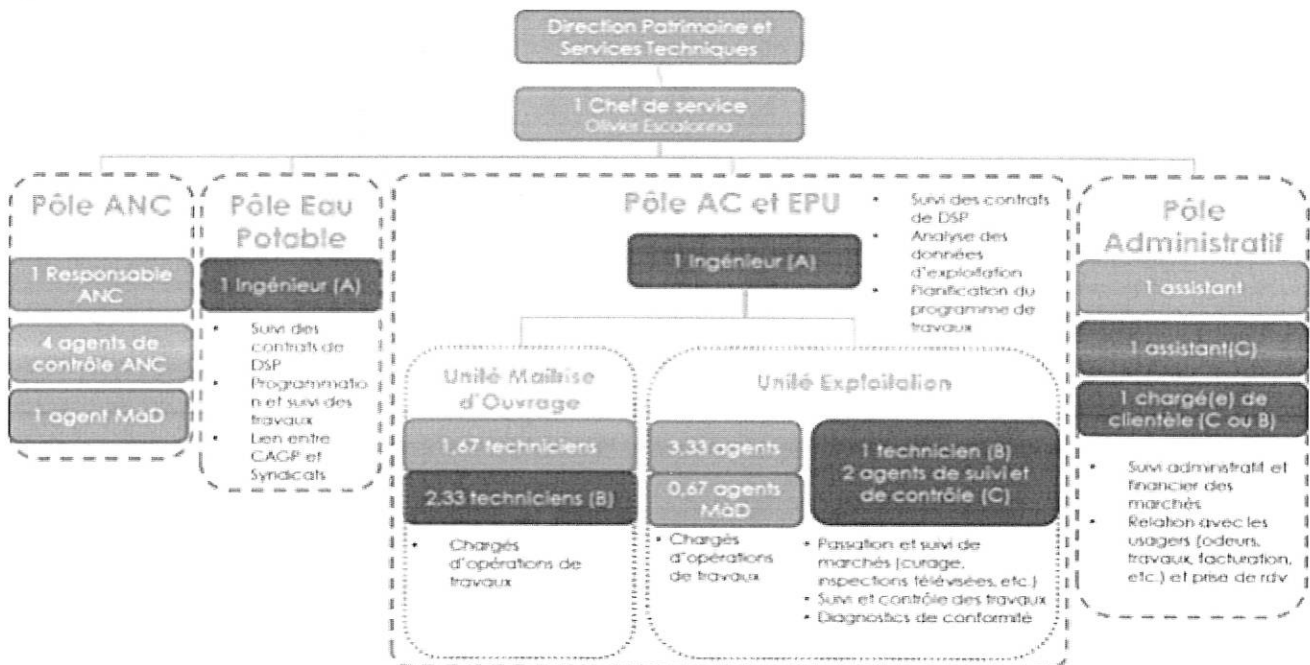 Direction Patrimoine et
Services Techniques
1 Chef de service
Olivier Escalonna
Pôle ANC
1 Responsable
ANC
4 agents de
contrôle ANC
1 agent MàD
Pôle Eau
Potable
1 Ingénieur (A)
• Suivi des
contrats de
DSP
• Programmatio
n et suivi des
travaux
• Lien entre
CAGP et
Syndicats
Pôle AC et EPU
1 Ingénieur (A)
• Suivi des contrats
de DSP
• Analyse des
données
d'exploitation
• Planification du
programme de
travaux
Unité Maîtrise
d'Ouvrage
1,67 techniciens
2,33 techniciens (B)
• Chargés
d'opérations de
travaux
Unité Exploitation
3,33 agents
0,67 agents
MàD
• Chargés
d'opérations
de travaux
1 technicien (B)
2 agents de suivi et
de contrôle (C)
• Passation et suivi de
marchés (curage,
inspections télévisées, etc.)
• Suivi et contrôle des travaux
• Diagnostics de conformité
Pôle
Administratif
1 assistant
1 assistant(C)
1 chargé(e) de
clientèle (C ou B)
• Suivi administratif et
financier des
marchés
• Relation avec les
usagers (odeurs,
travaux, facturation,
etc.) et prise de rdv